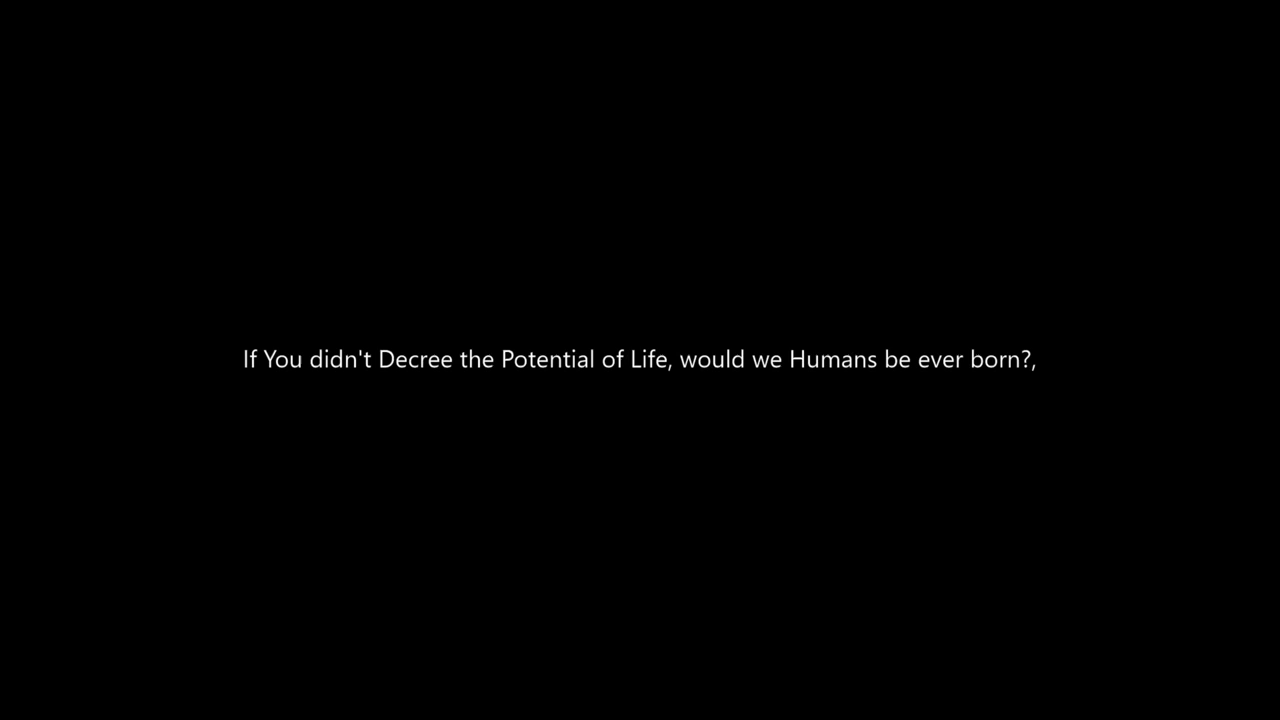 If You didn't Decree the Potential of Life, would we Humans be ever born?,